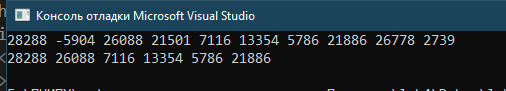 Консоль отладки Microsoft Visual Studio
28288 -5904 26088 21501 7116 13354 5786 21886 26778 2739
28288 26088 7116 13354 5786 21886